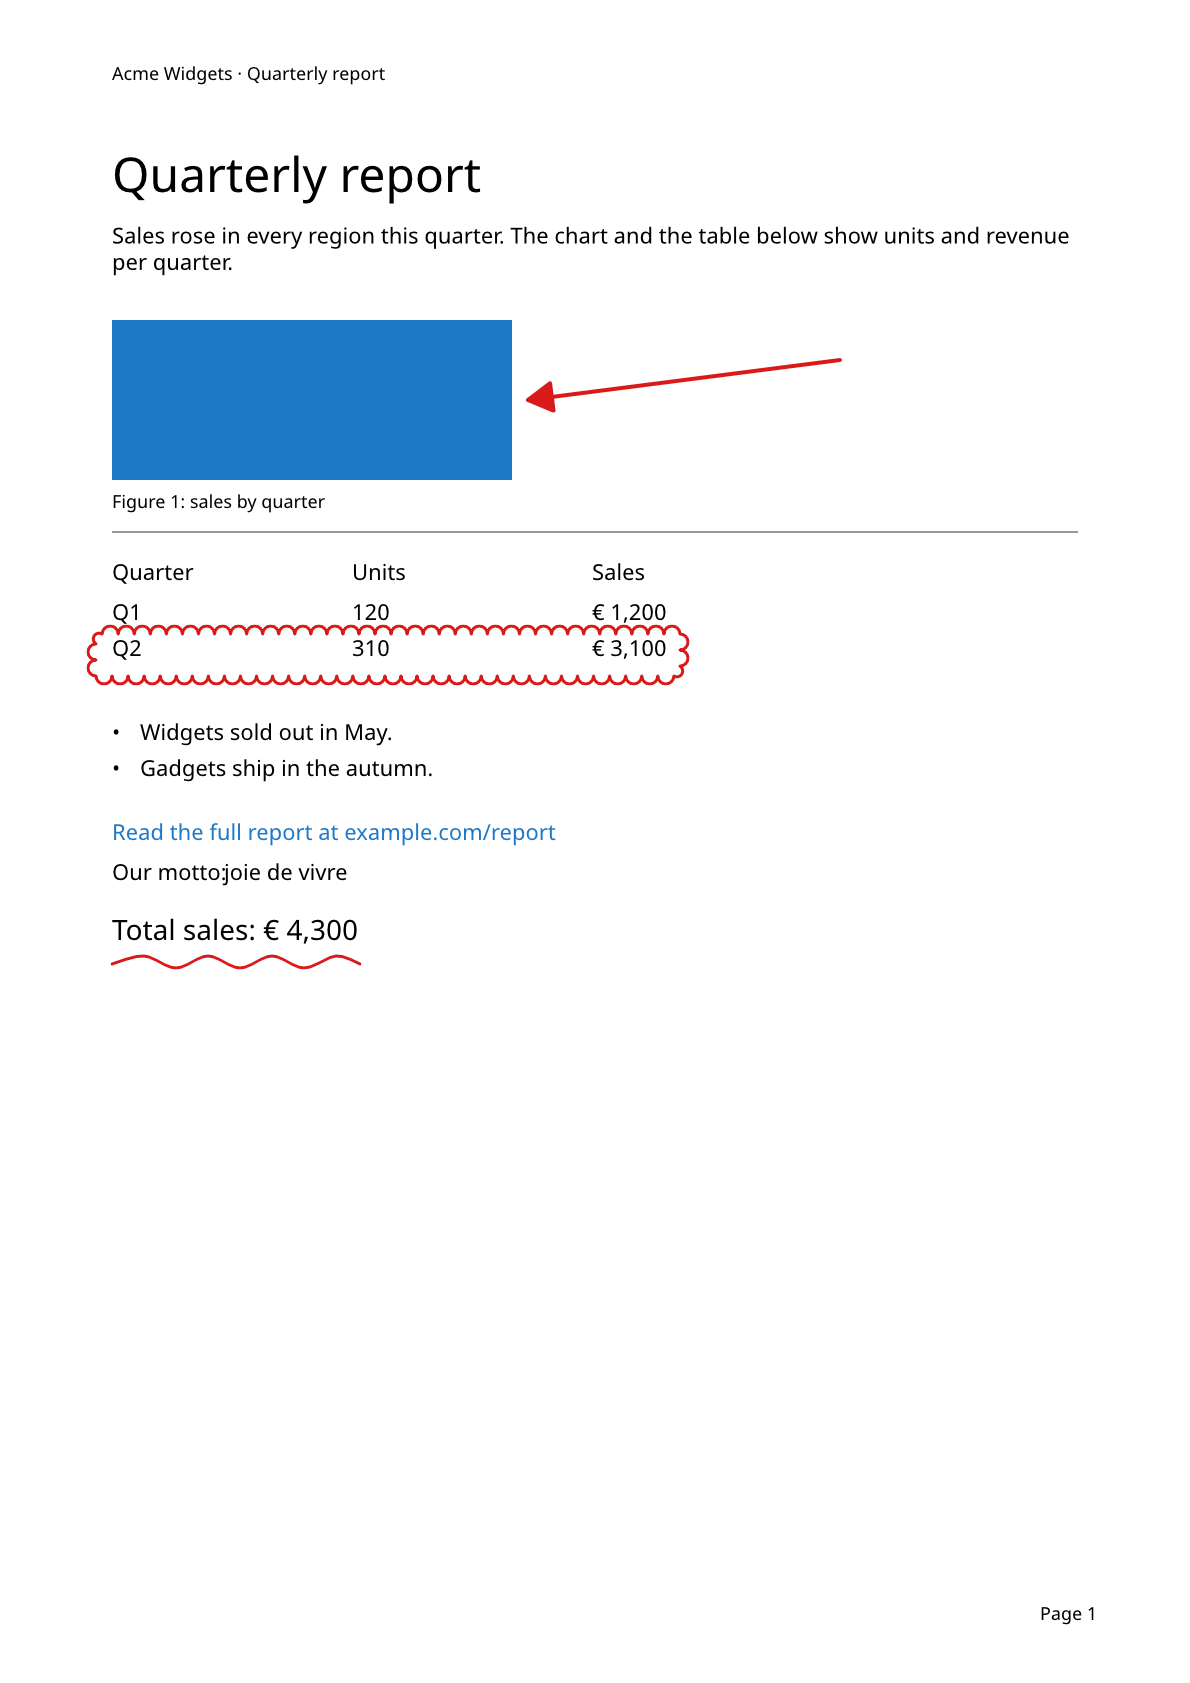 Acme Widgets · Quarterly report
Quarterly report
Sales rose in every region this quarter. The chart and the table below show units and revenue
per quarter.
Figure 1: sales by quarter
Quarter Units Sales
Q1 120 € 1,200
Q2 310 € 3,100
• Widgets sold out in May.
• Gadgets ship in the autumn.
Read the full report at example.com/report
Our motto:joie de vivre
Total sales: € 4,300
Page 1